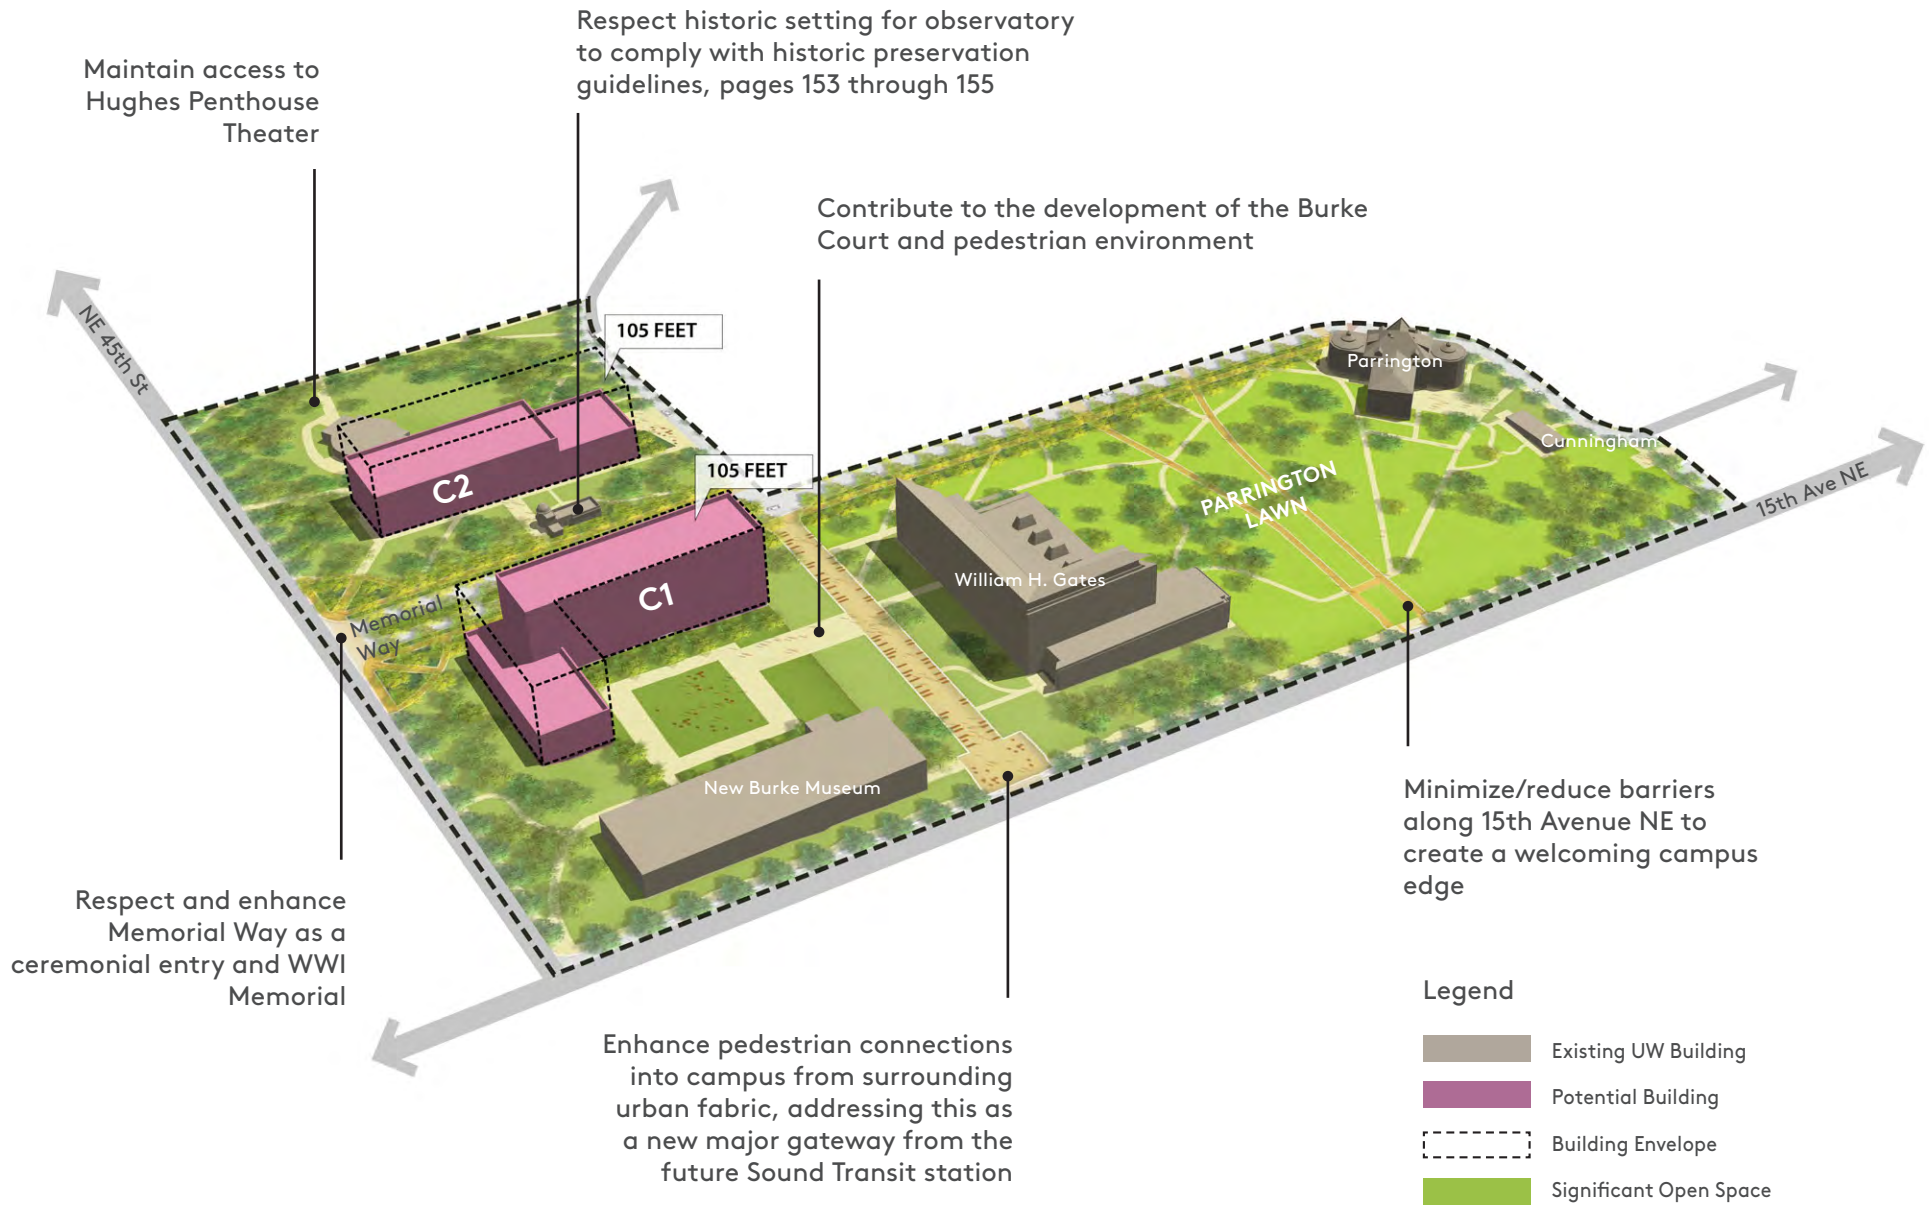 Respect historic setting for observatory
to comply with historic preservation
guidelines, pages 153 through 155
Maintain access to
Hughes Penthouse
Theater
Contribute to the development of the Burke
Court and pedestrian environment
NE 45th St
105 FEET
105 FEET
C2
C1
Memorial
Way
Parrington
Cunningham
PARRINGTON
LAWN
15th Ave NE
William H. Gates
New Burke Museum
Minimize/reduce barriers
along 15th Avenue NE to
create a welcoming campus
edge
Respect and enhance
Memorial Way as a
ceremonial entry and WWI
Memorial
Enhance pedestrian connections
into campus from surrounding
urban fabric, addressing this as
a new major gateway from the
future Sound Transit station
Legend
Existing UW Building
Potential Building
Building Envelope
Significant Open Space